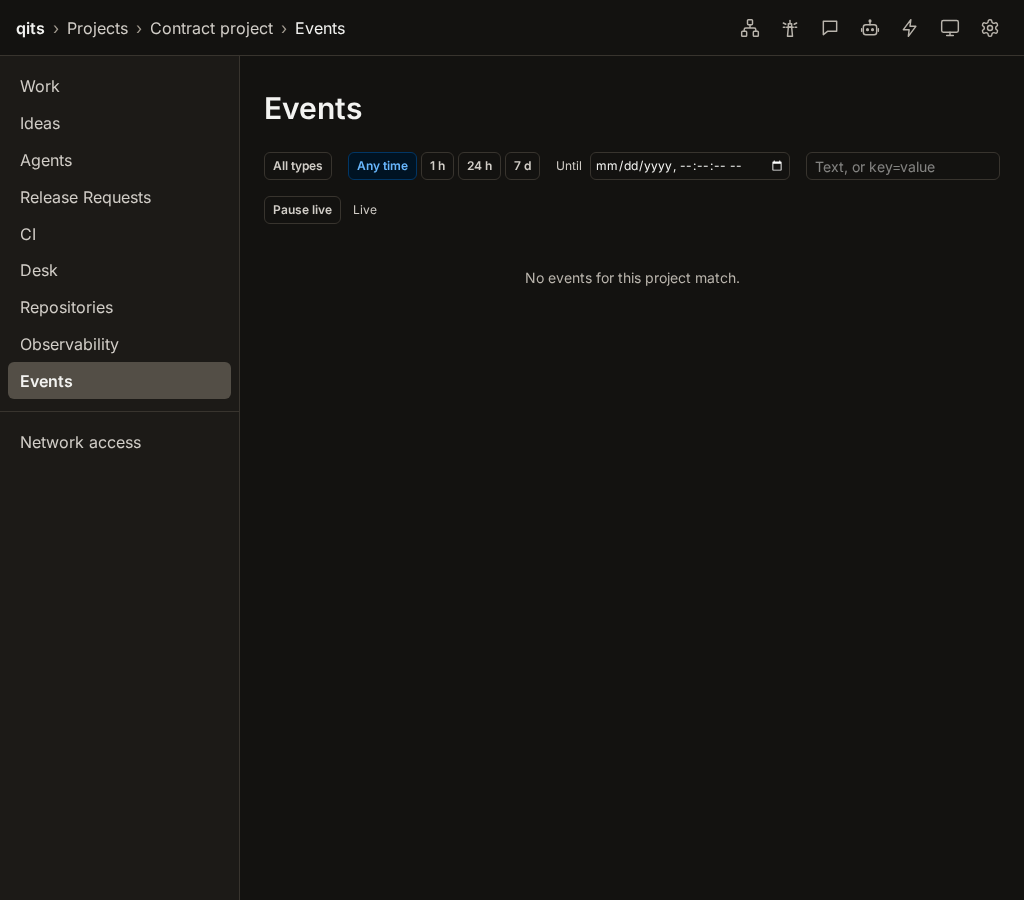 qits › Projects › Contract project › Events
Work
Ideas
Agents
Release Requests
CI
Desk
Repositories
Observability
Events
Network access
Events
All types Any time 1 h 24 h 7 d Until mm/dd/yyyy, --:--:-- -- Text, or key=value
Pause live Live
No events for this project match.